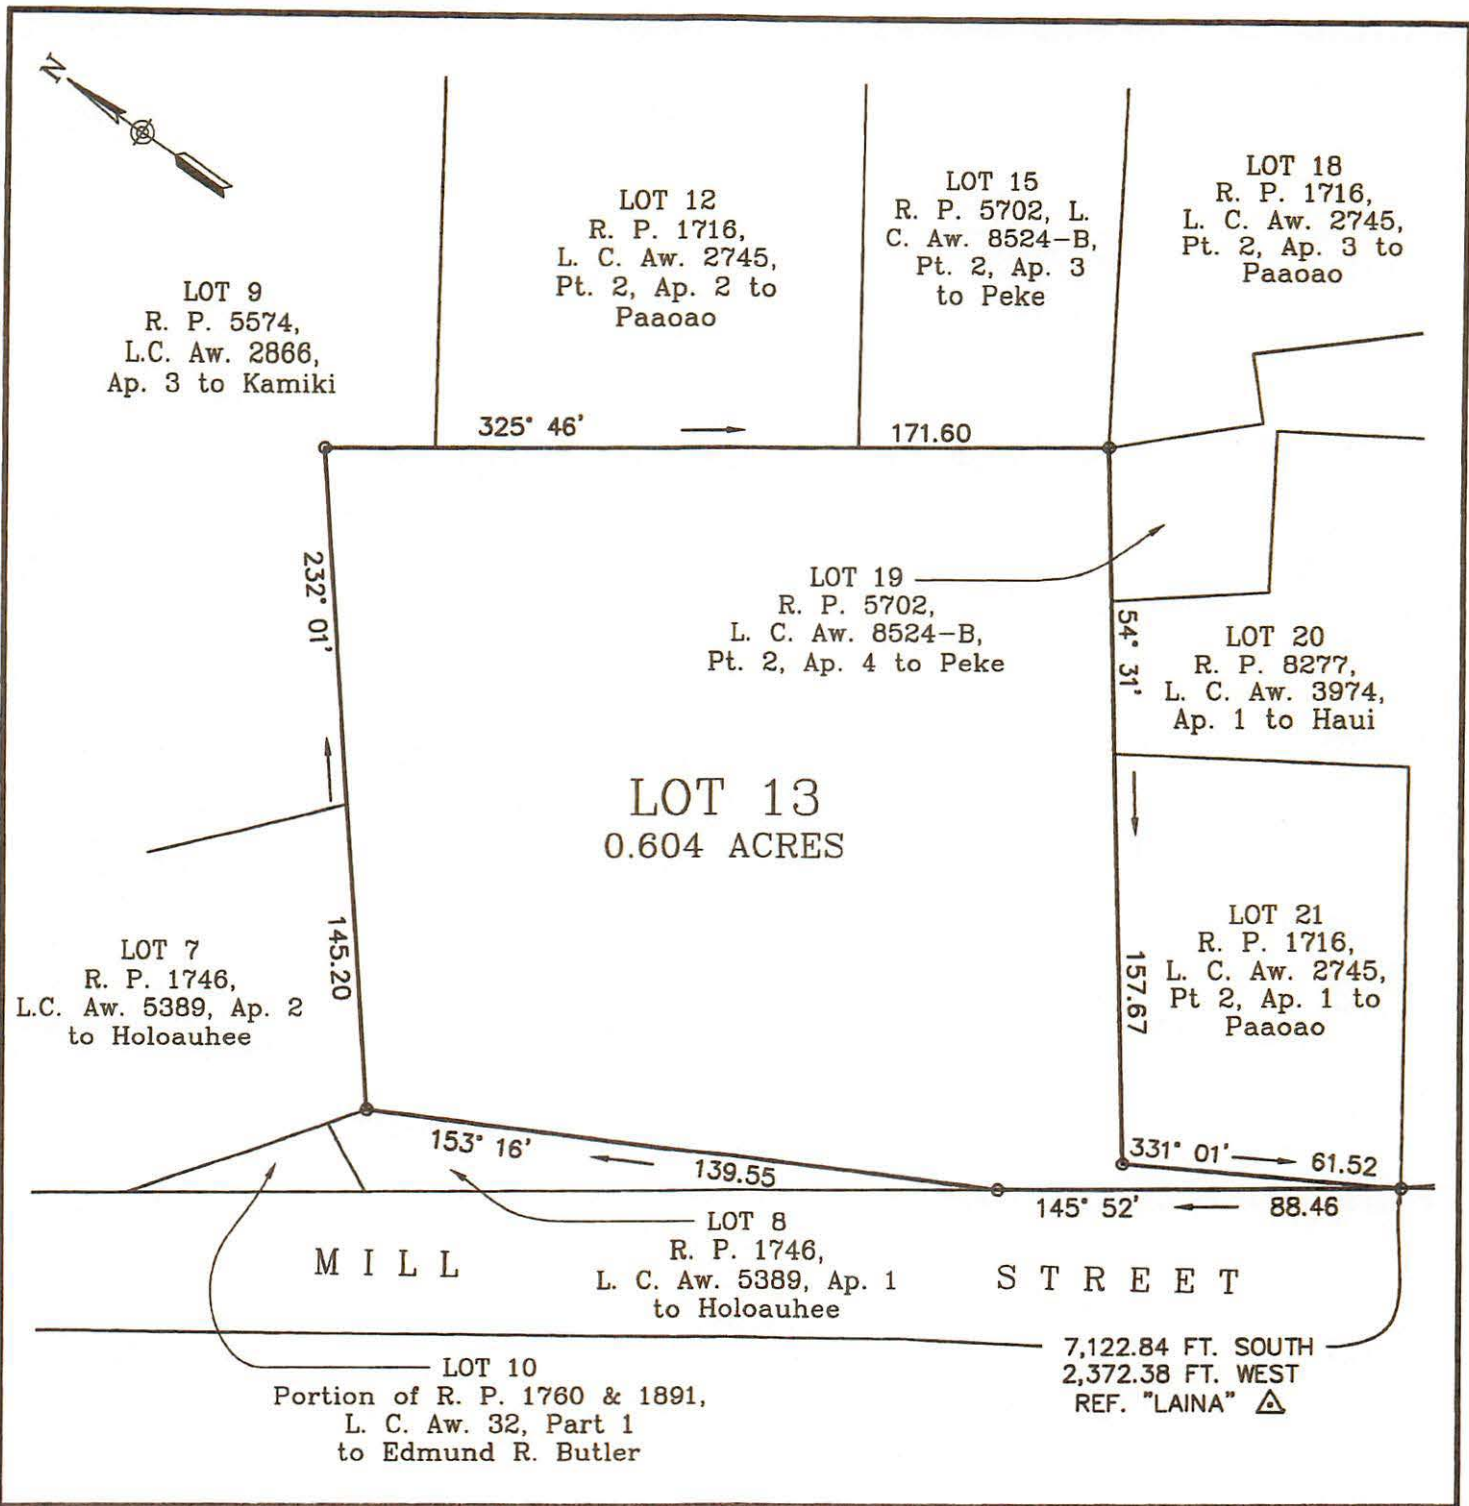 N
LOT 9
R. P. 5574,
L.C. Aw. 2866,
Ap. 3 to Kamiki
LOT 12
R. P. 1716,
L. C. Aw. 2745,
Pt. 2, Ap. 2 to
Paaoao
LOT 15
R. P. 5702, L.
C. Aw. 8524-B,
Pt. 2, Ap. 3
to Peke
LOT 18
R. P. 1716,
L. C. Aw. 2745,
Pt. 2, Ap. 3 to
Paaoao
325° 46'
171.60
232° 01'
145.20
LOT 19
R. P. 5702,
L. C. Aw. 8524-B,
Pt. 2, Ap. 4 to Peke
54° 31'
157.67
LOT 20
R. P. 8277,
L. C. Aw. 3974,
Ap. 1 to Haui
LOT 13
0.604 ACRES
LOT 7
R. P. 1746,
L.C. Aw. 5389, Ap. 2
to Holoauhee
LOT 21
R. P. 1716,
L. C. Aw. 2745,
Pt 2, Ap. 1 to
Paaoao
153° 16'
139.55
331° 01'
61.52
145° 52'
88.46
LOT 8
R. P. 1746,
L. C. Aw. 5389, Ap. 1
to Holoauhee
MILL STREET
7,122.84 FT. SOUTH
2,372.38 FT. WEST
REF. "LAINA"
LOT 10
Portion of R. P. 1760 & 1891,
L. C. Aw. 32, Part 1
to Edmund R. Butler